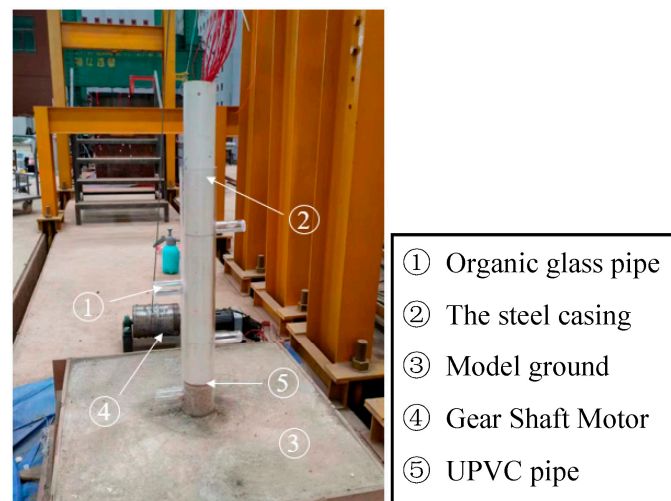 ②
①
⑤
④
③
① Organic glass pipe
② The steel casing
③ Model ground
④ Gear Shaft Motor
⑤ UPVC pipe